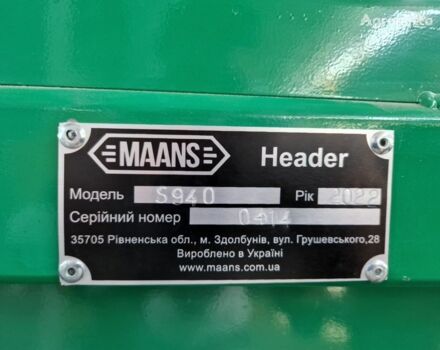 MAANS Header
Модель S940 Рік 2022
Серійний номер 0414
35705 Рівненська обл., м. Здолбунів, вул. Грушевського,28
Вироблено в Україні
www.maans.com.ua